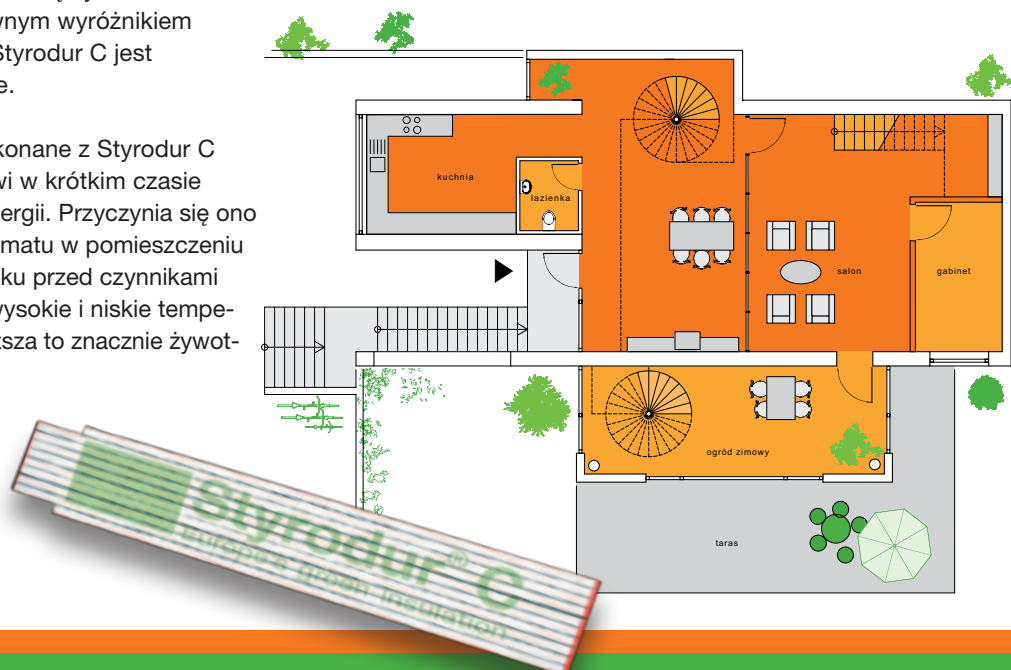 wnym wyróżnikiem
Styrodur C jest
e.
konane z Styrodur C
wi w krótkim czasie
ergii. Przyczynia się ono
matu w pomieszczeniu
ku przed czynnikami
wysokie i niskie tempe-
sza to znacznie żywot-
kuchnia
łazienka
salon
gabinet
ogród zimowy
taras
Styrodur® C
Europe's green insulation